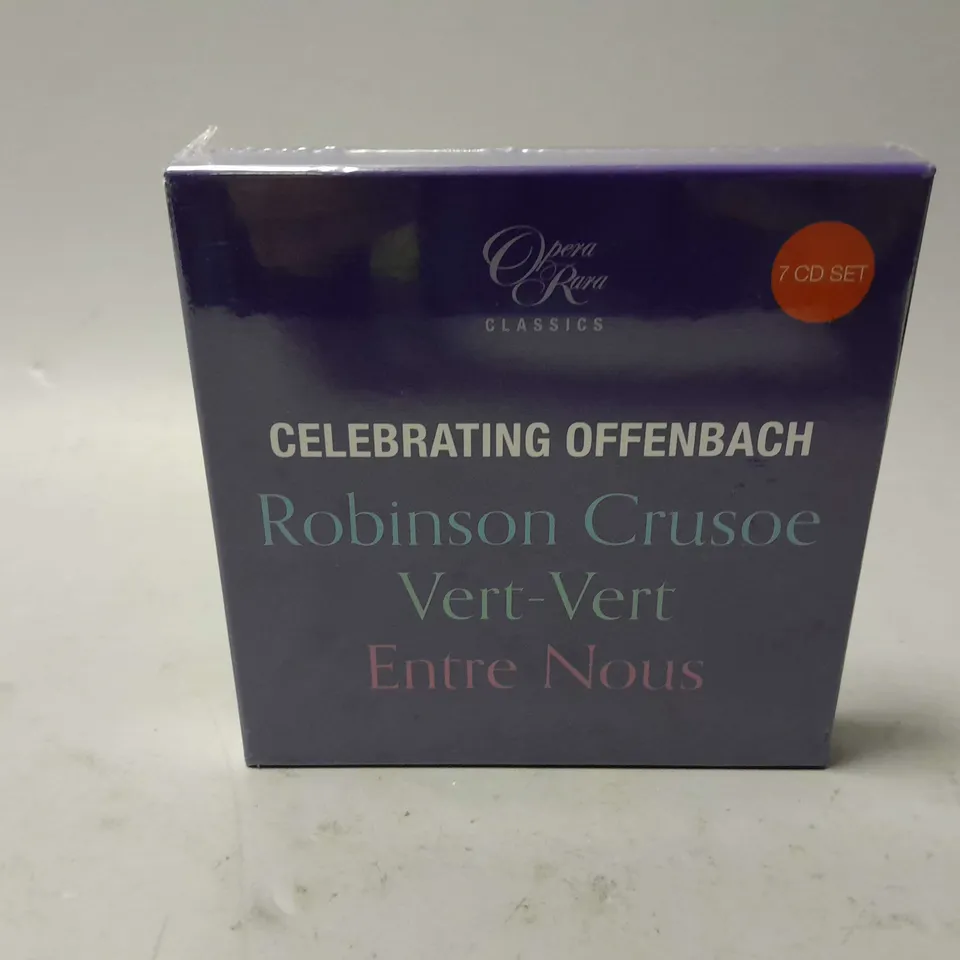 Opera
Rara
CLASSICS
7 CD SET
CELEBRATING OFFENBACH
Robinson Crusoe
Vert-Vert
Entre Nous